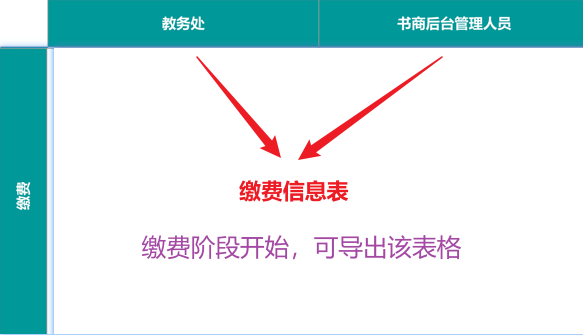 教务处
书商后台管理人员
缴费
缴费信息表
缴费阶段开始，可导出该表格